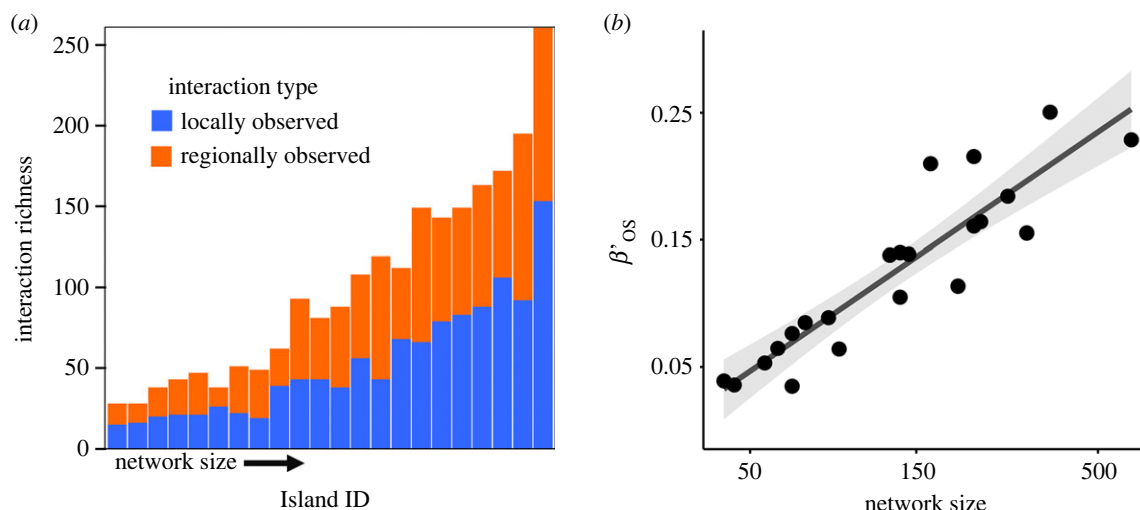 (a)
250
200
150
100
50
0
interaction richness
interaction type
locally observed
regionally observed
network size
Island ID
(b)
0.25
0.15
0.05
β’OS
50 150 500
network size